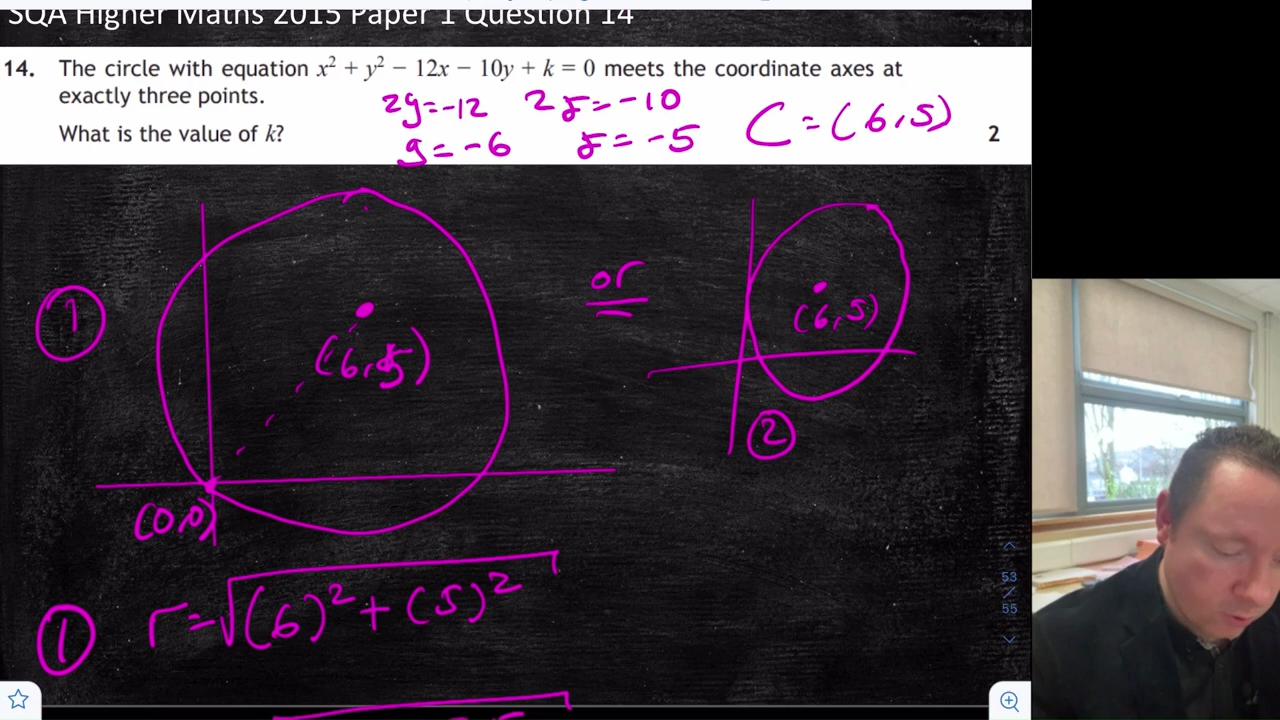 SQA Higher Maths 2015 Paper 1 Question 14
14. The circle with equation x² + y² − 12x − 10y + k = 0 meets the coordinate axes at
exactly three points.
What is the value of k?
2
2g=-12 2f=-10 C=(6,5)
g=-6 f=-5
1
(6,5)
or
(6,5)
2
(0,0)
1 r=√(6)²+(5)²
53
55